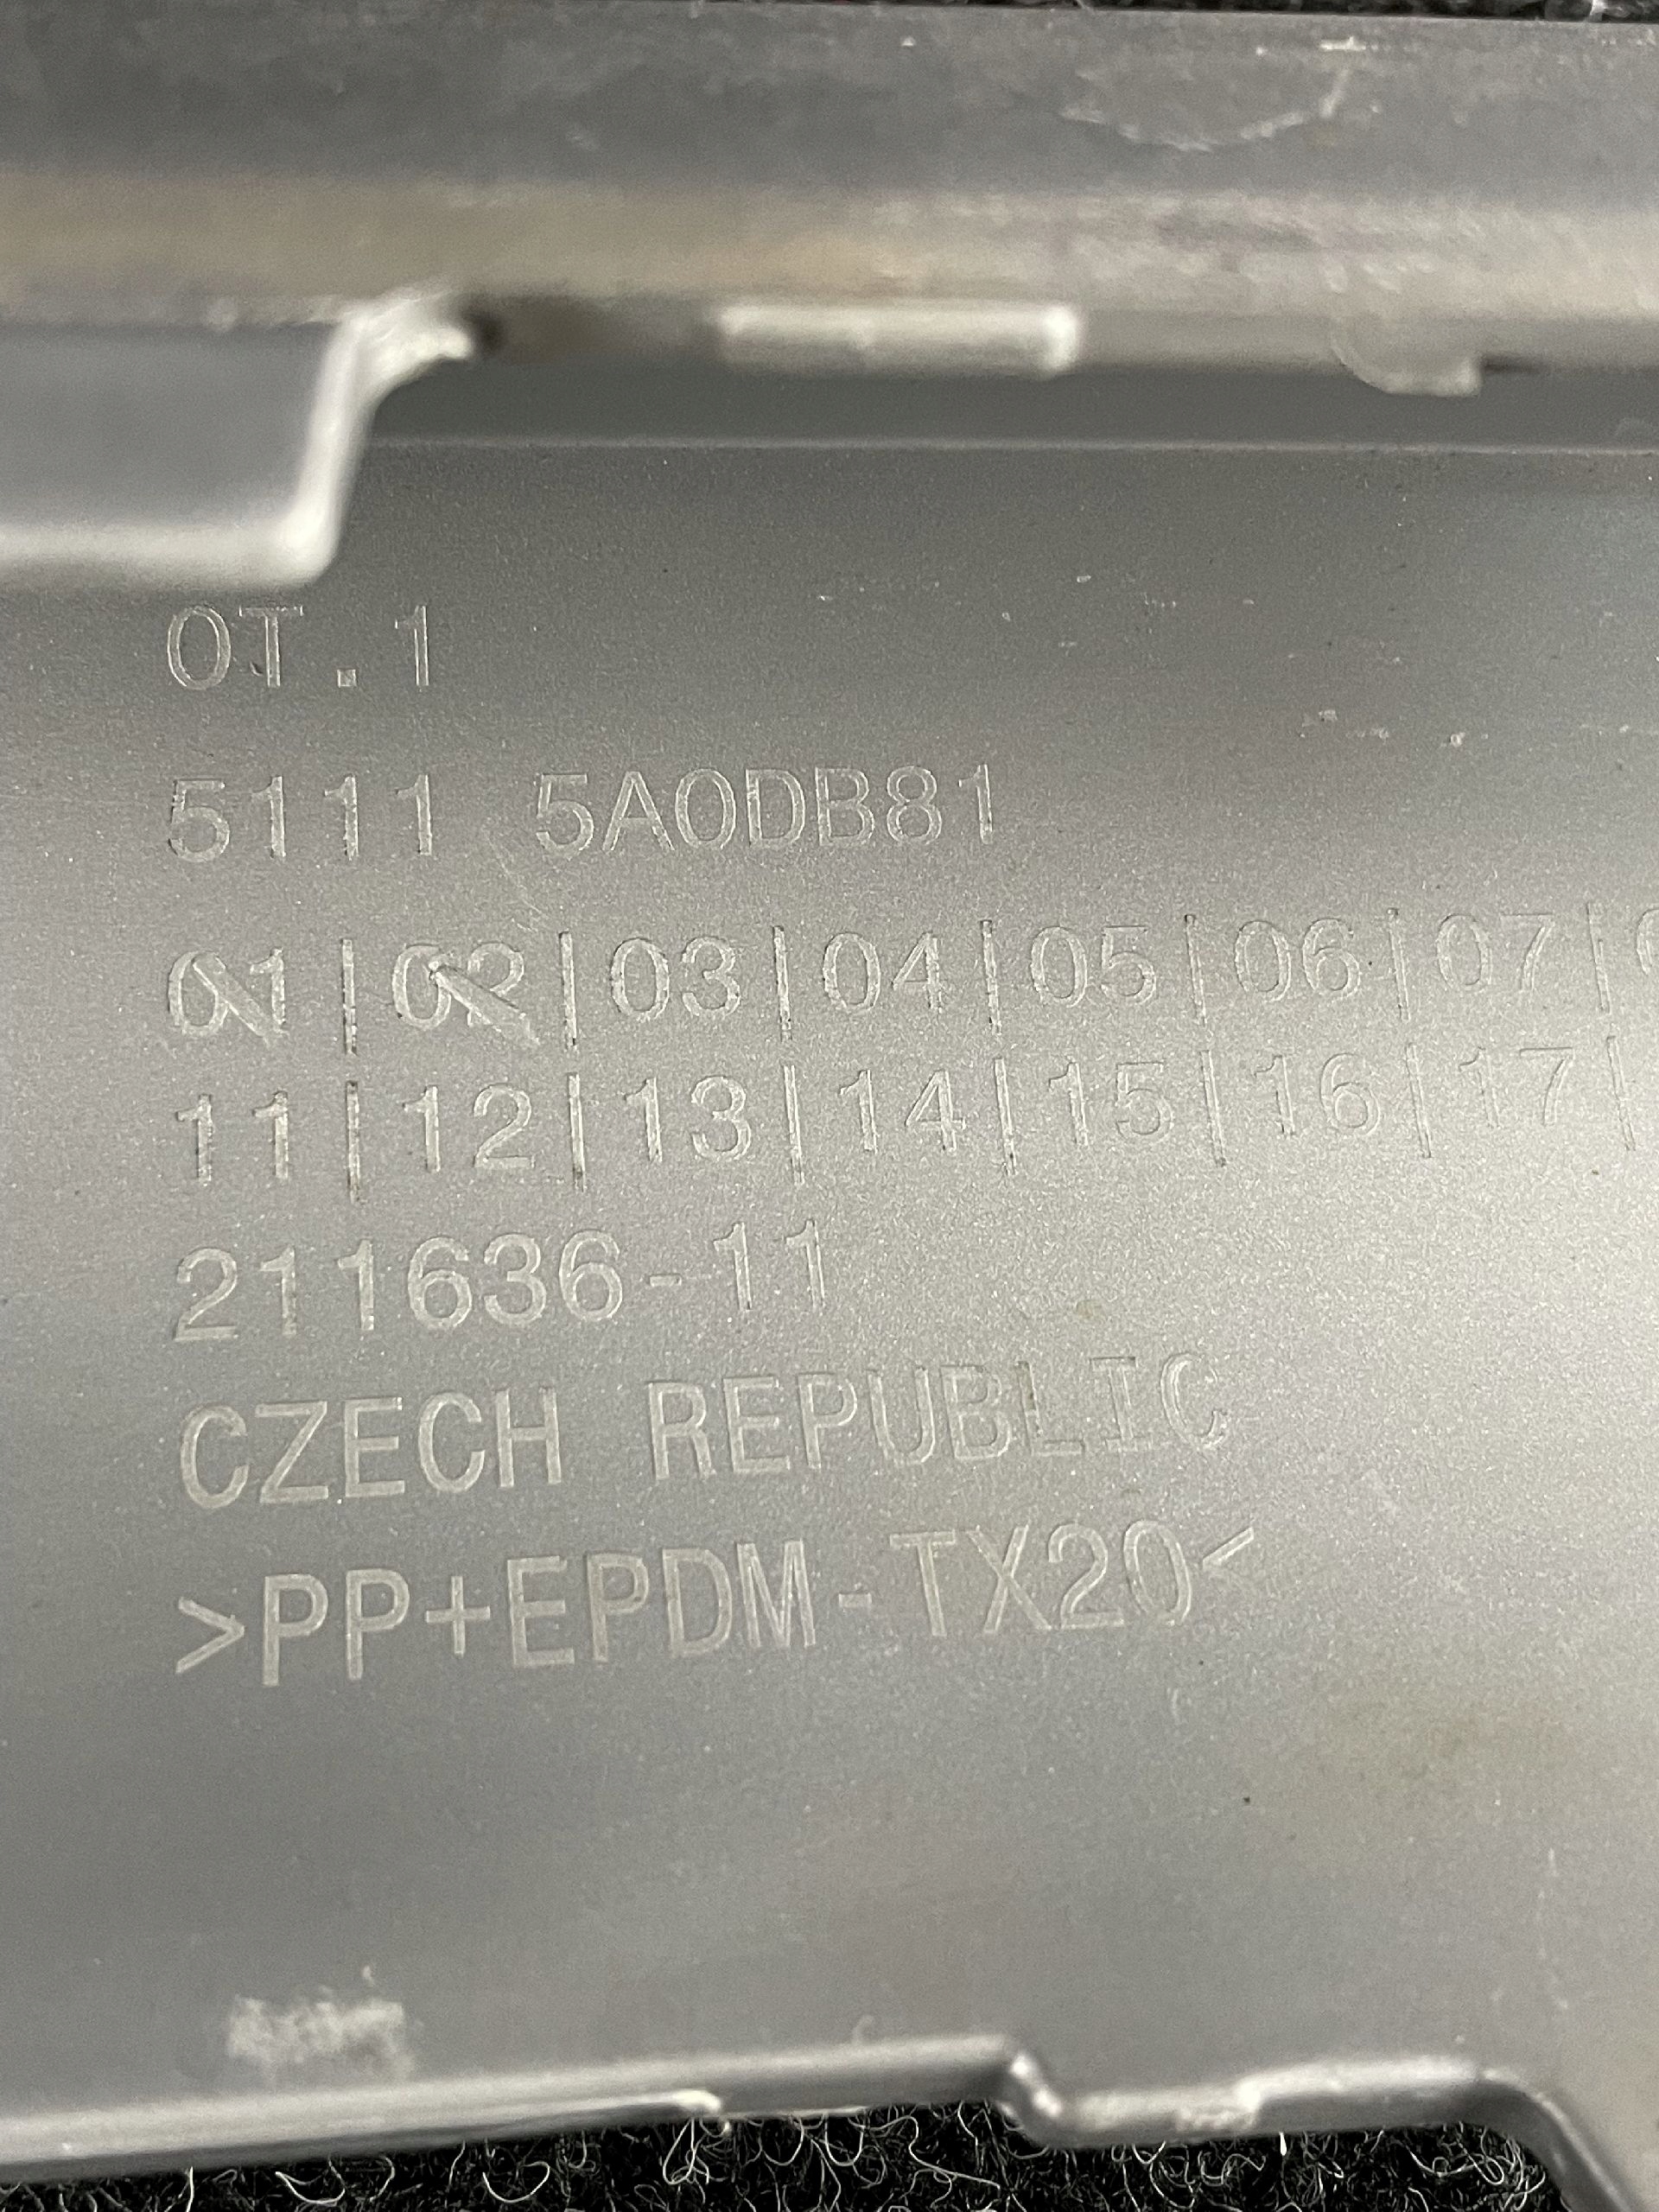 OT.1
5111 5A0DB81
01|02|03|04|05|06|07|
11|12|13|14|15|16|17|
211636-11
CZECH REPUBLIC
>PP+EPDM-TX20<